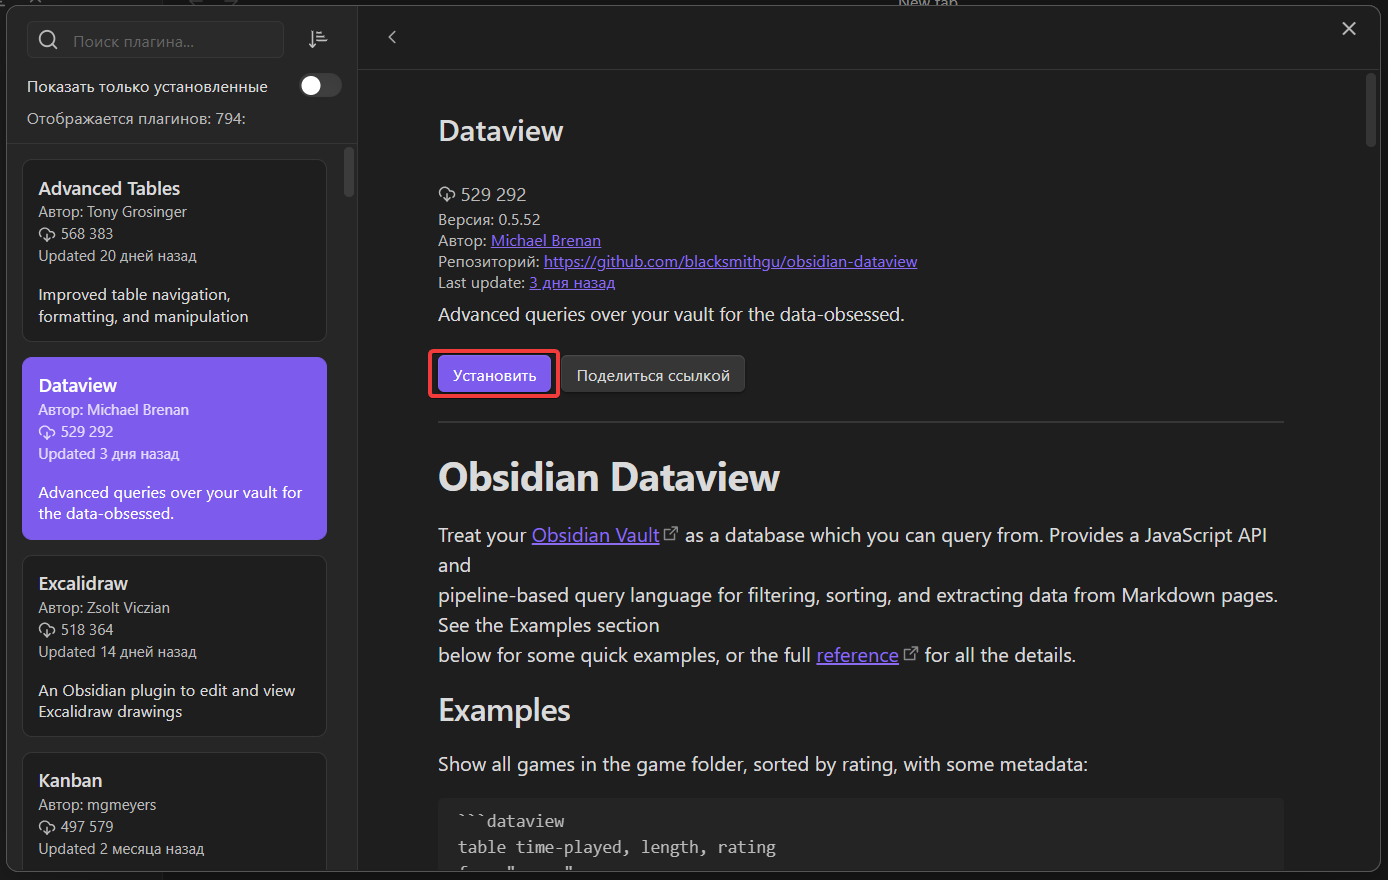 New tab
Поиск плагина...
Показать только установленные
Отображается плагинов: 794:
Advanced Tables
Автор: Tony Grosinger
568 383
Updated 20 дней назад
Improved table navigation,
formatting, and manipulation
Dataview
Автор: Michael Brenan
529 292
Updated 3 дня назад
Advanced queries over your vault for
the data-obsessed.
Excalidraw
Автор: Zsolt Viczian
518 364
Updated 14 дней назад
An Obsidian plugin to edit and view
Excalidraw drawings
Kanban
Автор: mgmeyers
497 579
Updated 2 месяца назад
Dataview
529 292
Версия: 0.5.52
Автор: Michael Brenan
Репозиторий: https://github.com/blacksmithgu/obsidian-dataview
Last update: 3 дня назад
Advanced queries over your vault for the data-obsessed.
Установить
Поделиться ссылкой
Obsidian Dataview
Treat your Obsidian Vault as a database which you can query from. Provides a JavaScript API
and
pipeline-based query language for filtering, sorting, and extracting data from Markdown pages.
See the Examples section
below for some quick examples, or the full reference for all the details.
Examples
Show all games in the game folder, sorted by rating, with some metadata:
```dataview
table time-played, length, rating